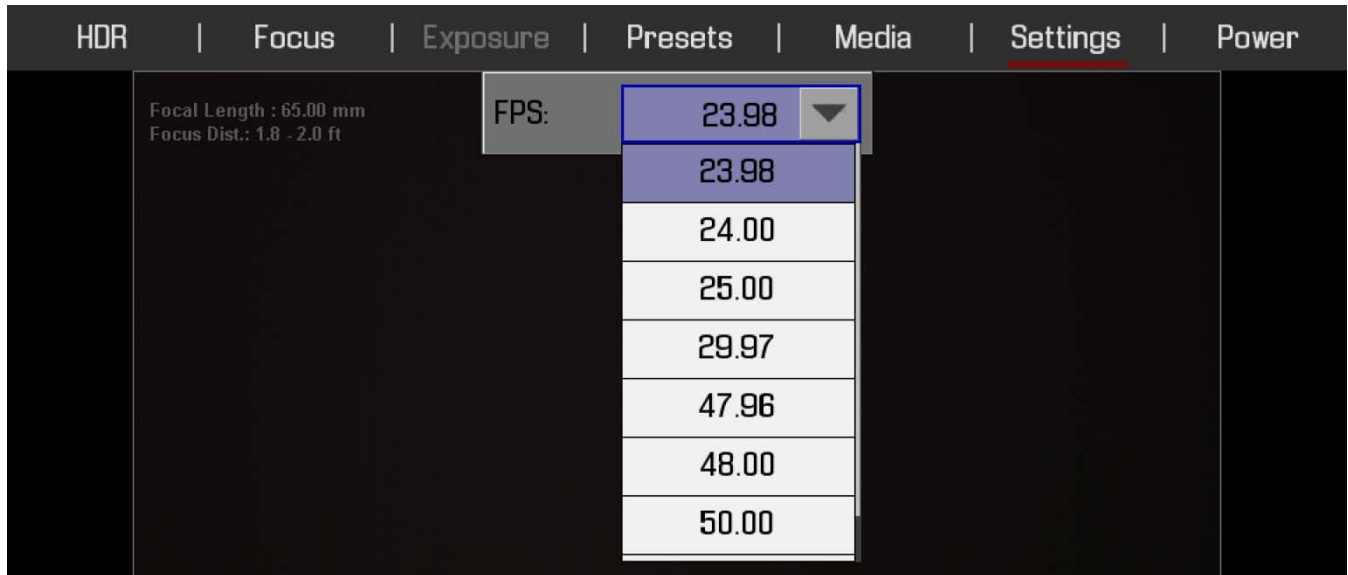 HDR | Focus | Exposure | Presets | Media | Settings | Power
Focal Length : 65.00 mm
Focus Dist.: 1.8 - 2.0 ft
FPS: 23.98
23.98
24.00
25.00
29.97
47.96
48.00
50.00